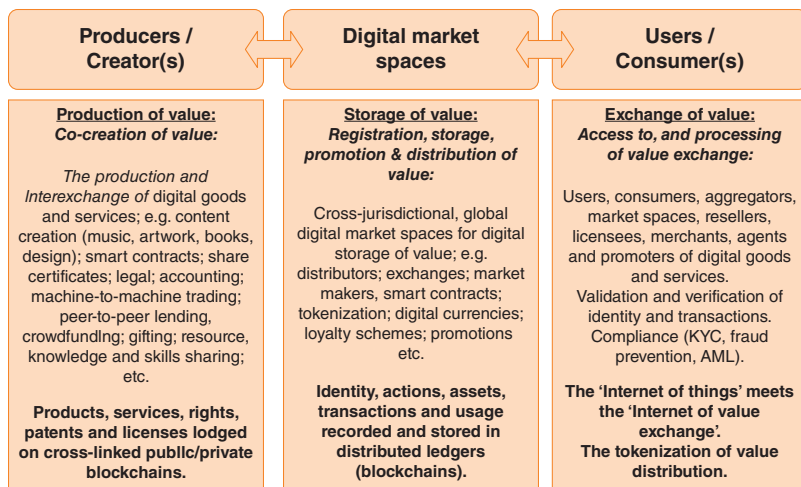 Producers /
Creator(s)
Digital market
spaces
Users /
Consumer(s)
Production of value:
Co-creation of value:
The production and
Interexchange of digital goods
and services; e.g. content
creation (music, artwork, books,
design); smart contracts; share
certificates; legal; accounting;
machine-to-machine trading;
peer-to-peer lending,
crowdfundlng; gifting; resource,
knowledge and skills sharing;
etc.
Products, services, rights,
patents and licenses lodged
on cross-linked publlc/private
blockchains.
Storage of value:
Registration, storage,
promotion & distribution of
value:
Cross-jurisdictional, global
digital market spaces for digital
storage of value; e.g.
distributors; exchanges; market
makers, smart contracts;
tokenization; digital currencies;
loyalty schemes; promotions
etc.
Identity, actions, assets,
transactions and usage
recorded and stored in
distributed ledgers
(blockchains).
Exchange of value:
Access to, and processing
of value exchange:
Users, consumers, aggregators,
market spaces, resellers,
licensees, merchants, agents
and promoters of digital goods
and services.
Validation and verification of
identity and transactions.
Compliance (KYC, fraud
prevention, AML).
The ‘Internet of things’ meets
the ‘Internet of value
exchange’.
The tokenization of value
distribution.